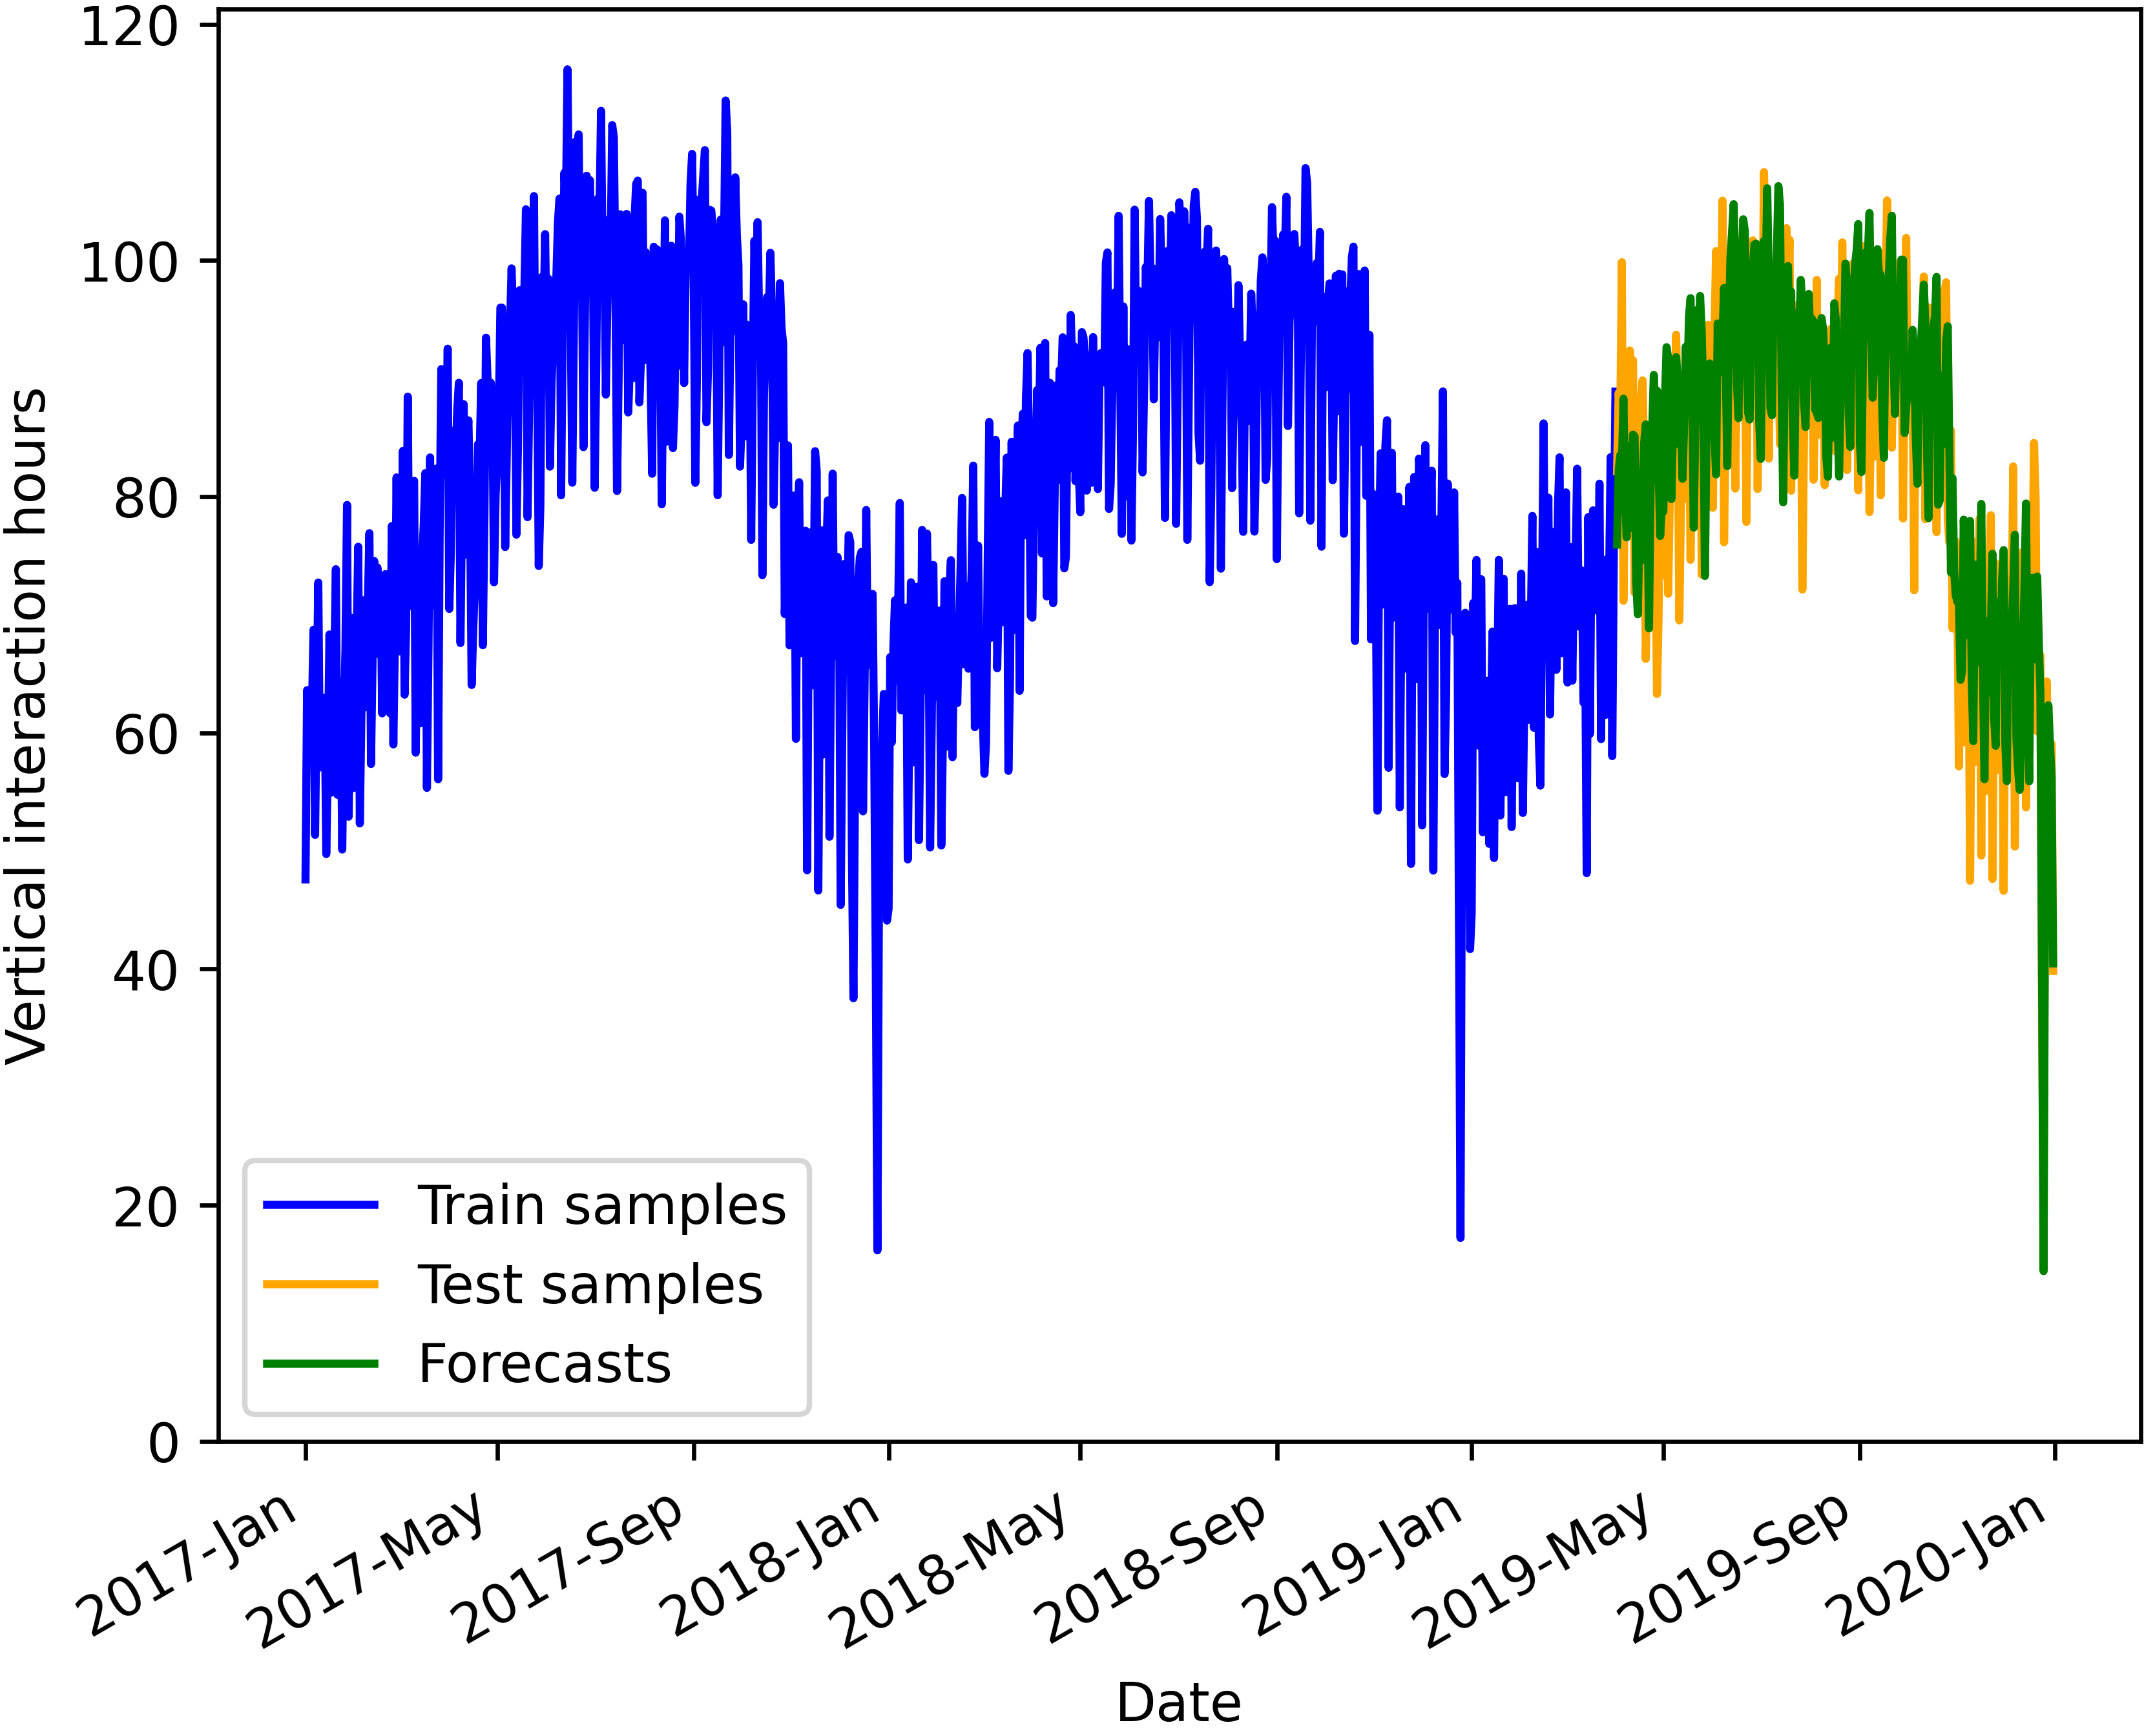 120
100
80
60
40
20
0
Vertical interaction hours
Train samples
Test samples
Forecasts
2017-Jan
2017-May
2017-Sep
2018-Jan
2018-May
2018-Sep
2019-Jan
2019-May
2019-Sep
2020-Jan
Date